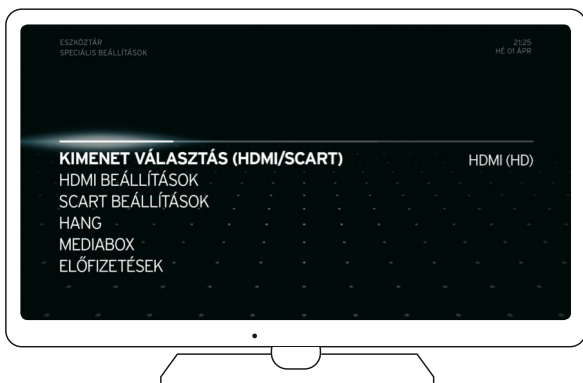 ESZKÖZTÁR
SPECIÁLIS BEÁLLÍTÁSOK
21:25
HÉ 01 ÁPR
KIMENET VÁLASZTÁS (HDMI/SCART) HDMI (HD)
HDMI BEÁLLÍTÁSOK
SCART BEÁLLÍTÁSOK
HANG
MEDIABOX
ELŐFIZETÉSEK